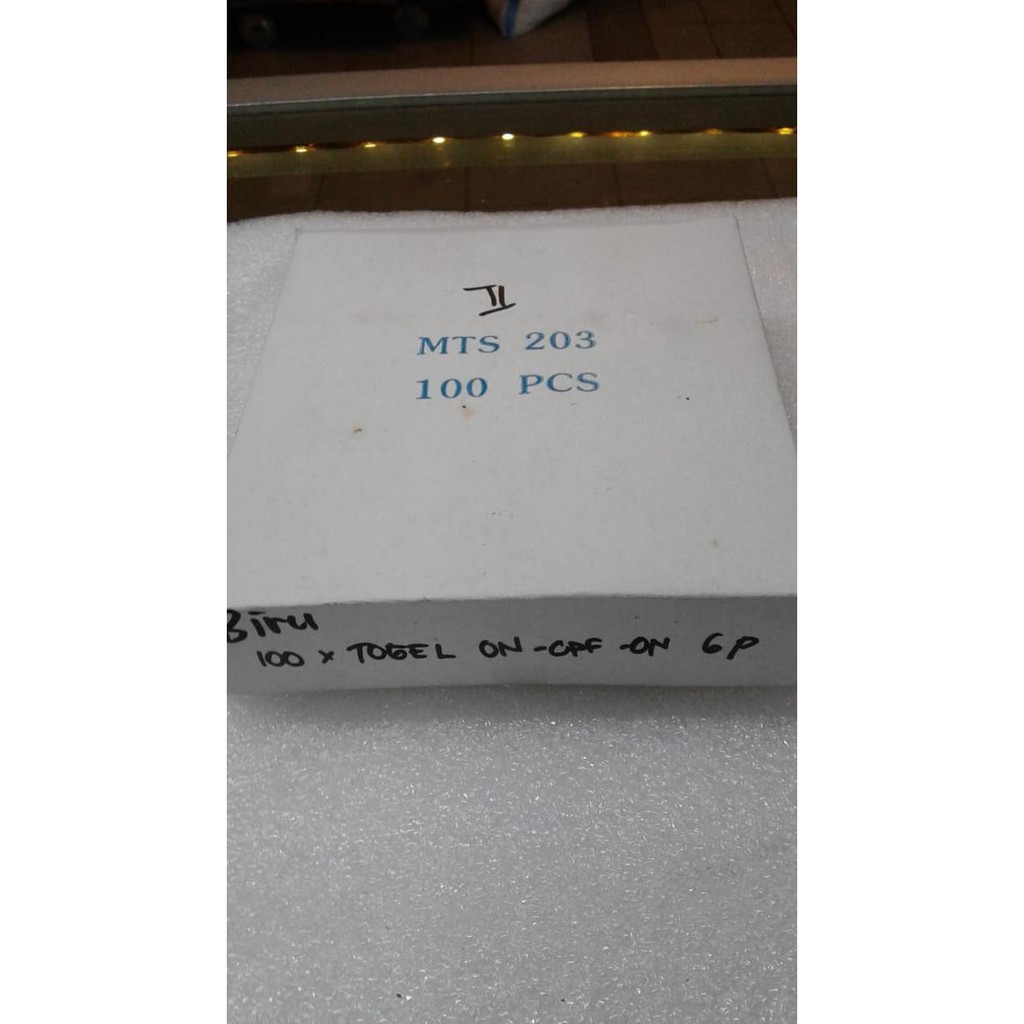 II
MTS 203
100 PCS
Biru
100 x TOGEL ON-OFF-ON 6P